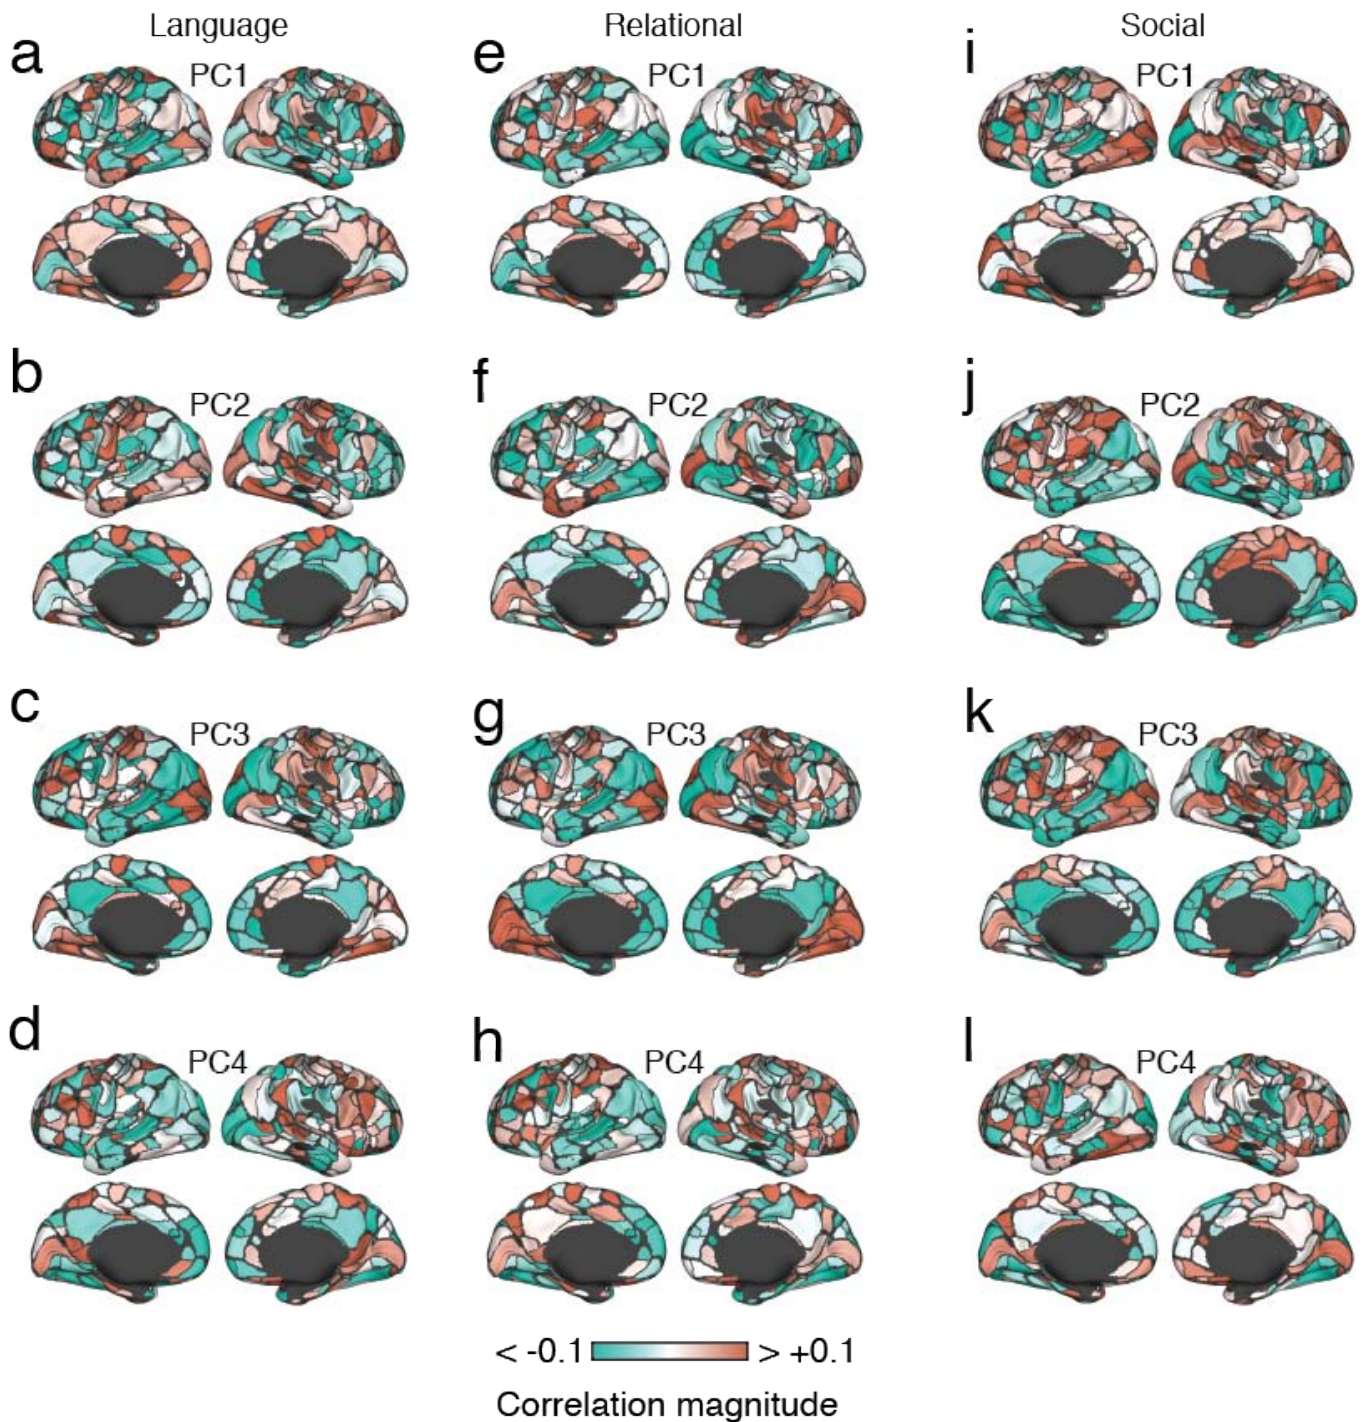 Language Relational Social
a e i
PC1 PC1 PC1
b f j
PC2 PC2 PC2
c g k
PC3 PC3 PC3
d h l
PC4 PC4 PC4
< -0.1 > +0.1
Correlation magnitude